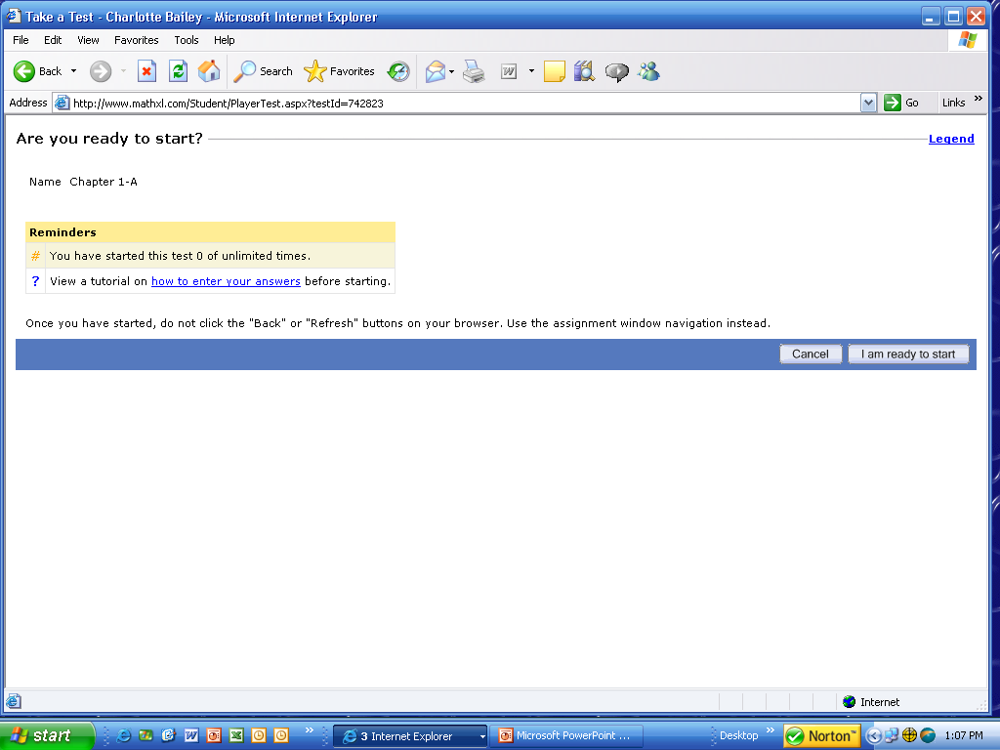 Take a Test - Charlotte Bailey - Microsoft Internet Explorer
File Edit View Favorites Tools Help
Back Search Favorites
Address http://www.mathxl.com/Student/PlayerTest.aspx?testId=742823 Go Links »
Are you ready to start? Legend
Name Chapter 1-A
Reminders
# You have started this test 0 of unlimited times.
? View a tutorial on how to enter your answers before starting.
Once you have started, do not click the "Back" or "Refresh" buttons on your browser. Use the assignment window navigation instead.
Cancel I am ready to start
Internet
start » 3 Internet Explorer Microsoft PowerPoint ... Desktop » Norton™ 1:07 PM